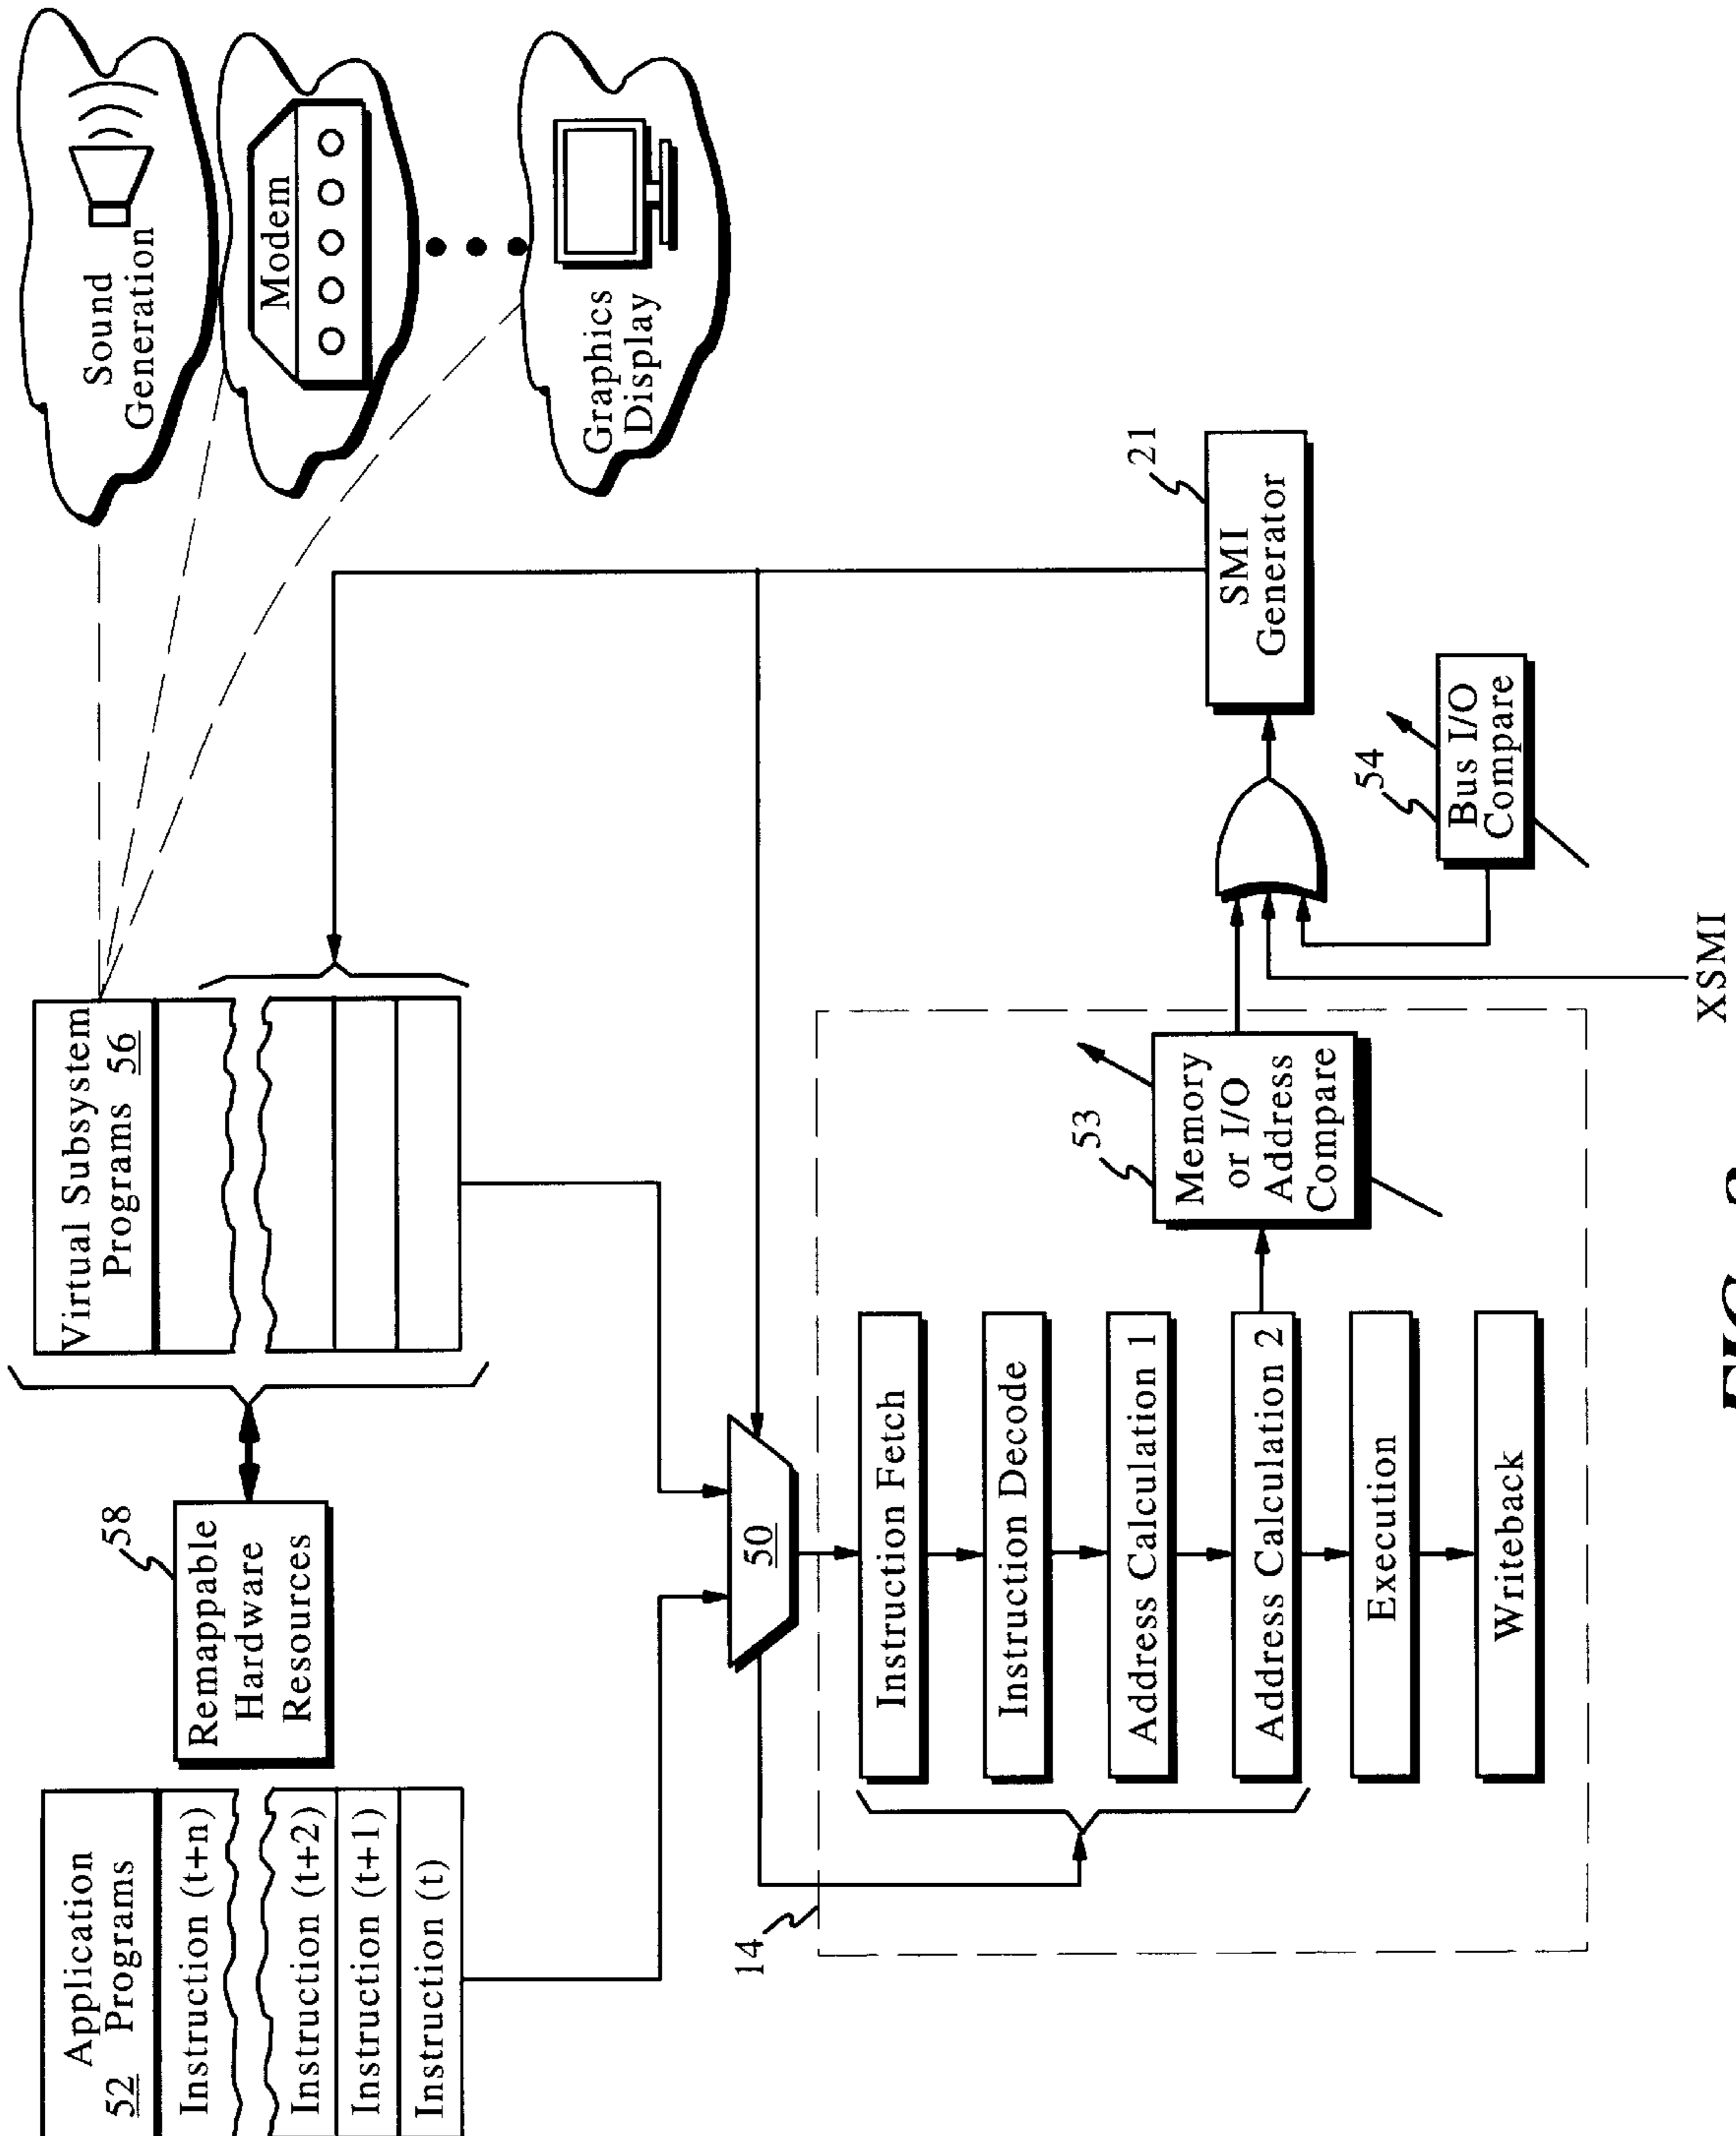 Application
52 Programs
Instruction (t+n)
Instruction (t+2)
Instruction (t+1)
Instruction (t)
58
Remappable
Hardware
Resources
Virtual Subsystem
Programs 56
Sound
Generation
Modem
Graphics
Display
50
14
Instruction Fetch
Instruction Decode
Address Calculation 1
Address Calculation 2
Execution
Writeback
53
Memory
or I/O
Address
Compare
21
SMI
Generator
54
Bus I/O
Compare
XSMI